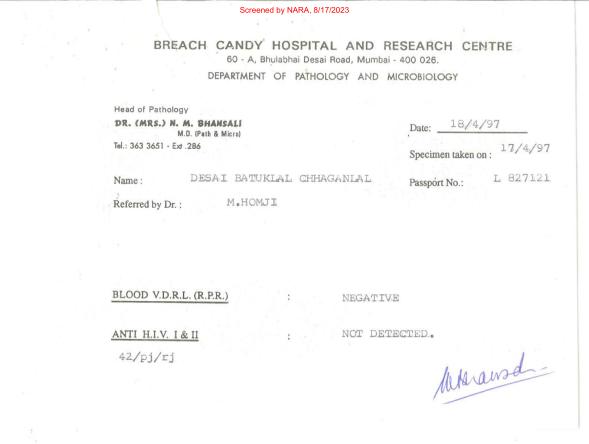 Screened by NARA, 8/17/2023
BREACH CANDY HOSPITAL AND RESEARCH CENTRE
60 - A, Bhulabhai Desai Road, Mumbai - 400 026.
DEPARTMENT OF PATHOLOGY AND MICROBIOLOGY
Head of Pathology
DR. (MRS.) N. M. BHANSALI
M.D. (Path & Micro)
Tel.: 363 3651 - Ext .286
Date: 18/4/97
Specimen taken on : 17/4/97
Name : DESAI BATUKLAL CHHAGANLAL
Passport No.: L 827121
Referred by Dr. : M.HOMJI
BLOOD V.D.R.L. (R.P.R.) : NEGATIVE
ANTI H.I.V. I & II : NOT DETECTED.
42/pj/rj